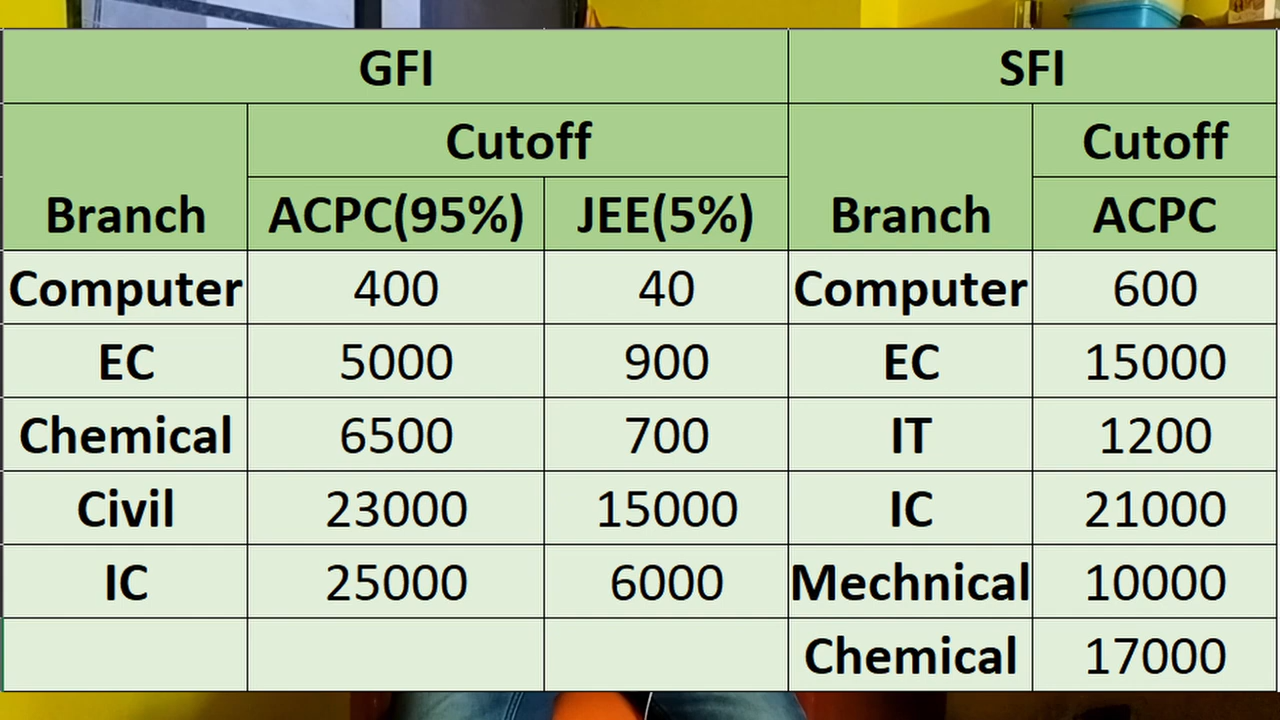 GFI SFI
Cutoff Cutoff
Branch ACPC(95%) JEE(5%) Branch ACPC
Computer 400 40 Computer 600
EC 5000 900 EC 15000
Chemical 6500 700 IT 1200
Civil 23000 15000 IC 21000
IC 25000 6000 Mechnical 10000
Chemical 17000